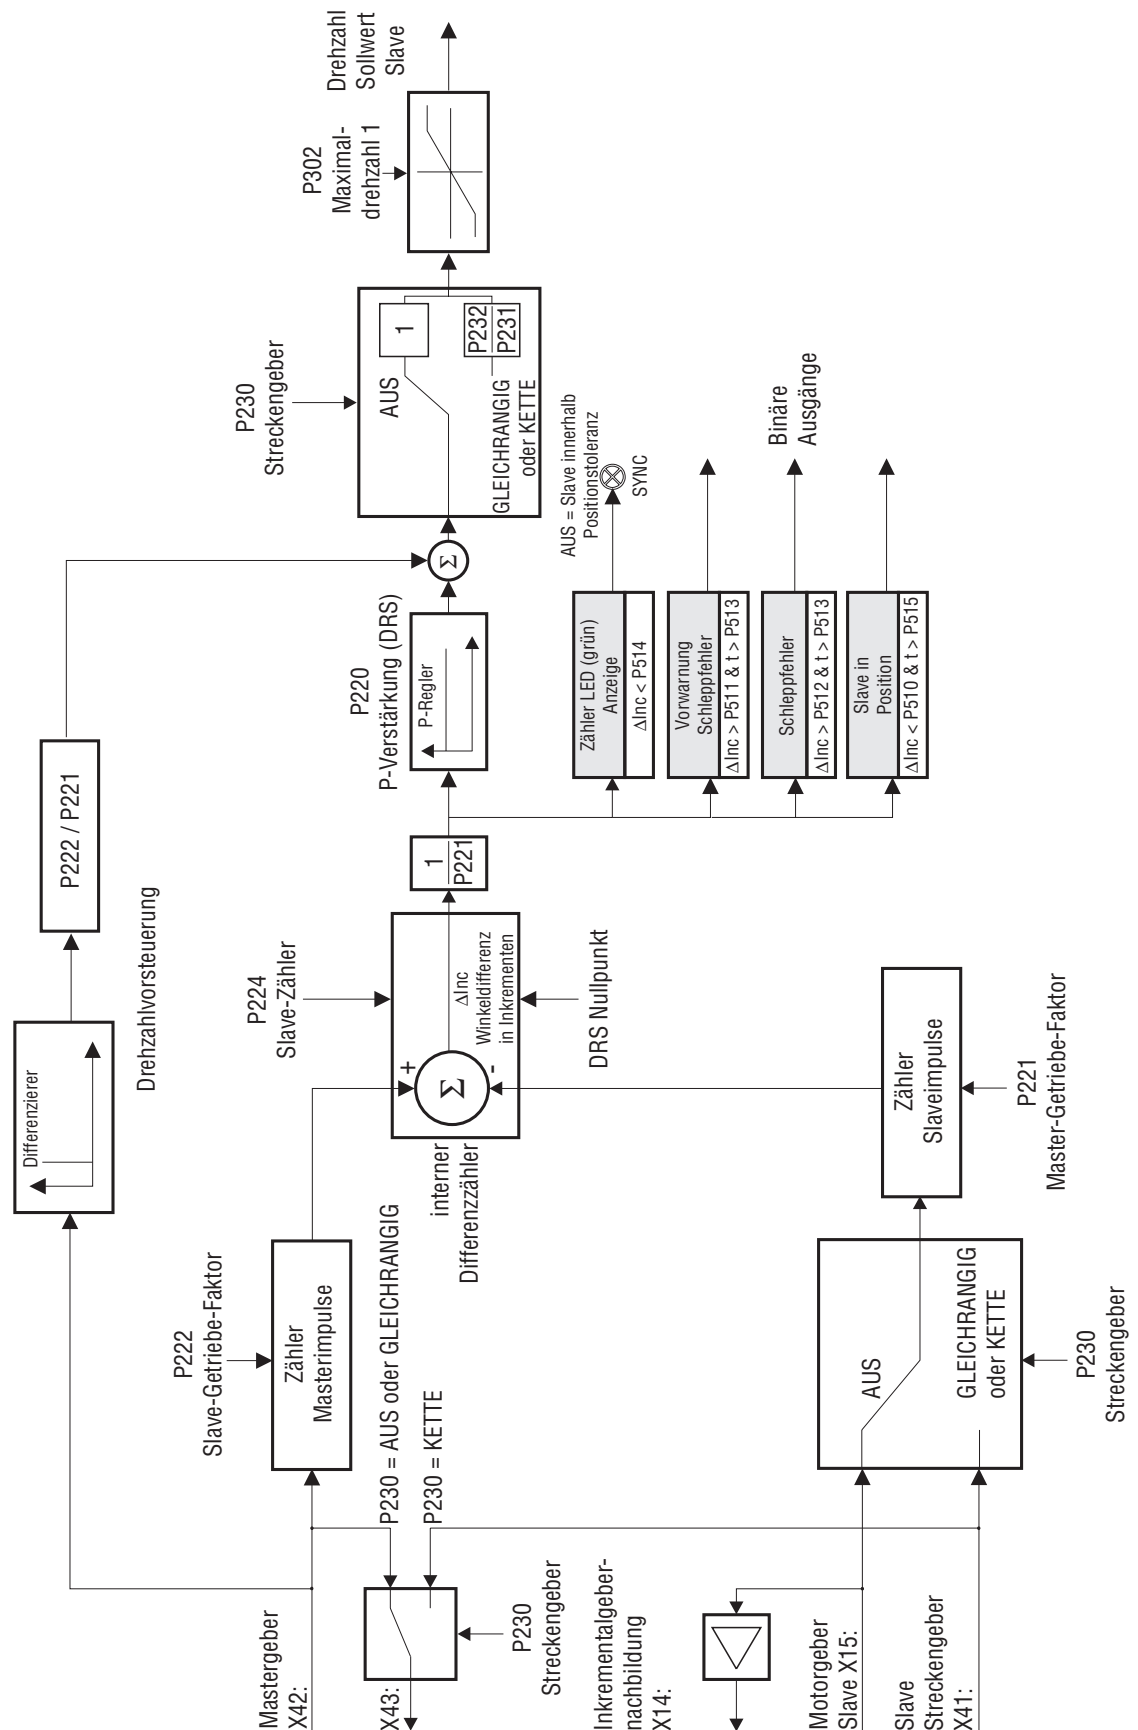 Mastergeber
X42:
X43:
P230
Streckengeber
Inkrementalgeber-
nachbildung
X14:
Motorgeber
Slave X15:
Slave
Streckengeber
X41:
P230 = AUS oder GLEICHRANGIG
P230 = KETTE
P222
Slave-Getriebe-Faktor
Zähler
Masterimpulse
AUS
GLEICHRANGIG
oder KETTE
P230
Streckengeber
Differenzierer
Drehzahlvorsteuerung
P222 / P221
P224
Slave-Zähler
interner
Differenzzähler
+
Σ
-
ΔInc
Winkeldifferenz
in Inkrementen
DRS Nullpunkt
Zähler
Slaveimpulse
P221
Master-Getriebe-Faktor
1
P221
P220
P-Verstärkung (DRS)
P-Regler
Σ
Zähler LED (grün)
Anzeige
ΔInc < P514
Vorwarnung
Schleppfehler
ΔInc > P511 & t > P513
Schleppfehler
ΔInc > P512 & t > P513
Slave in
Position
ΔInc < P510 & t > P515
AUS = Slave innerhalb
Positionstoleranz
SYNC
Binäre
Ausgänge
P230
Streckengeber
AUS
1
P232
P231
GLEICHRANGIG
oder KETTE
P302
Maximal-
drehzahl 1
Drehzahl
Sollwert
Slave